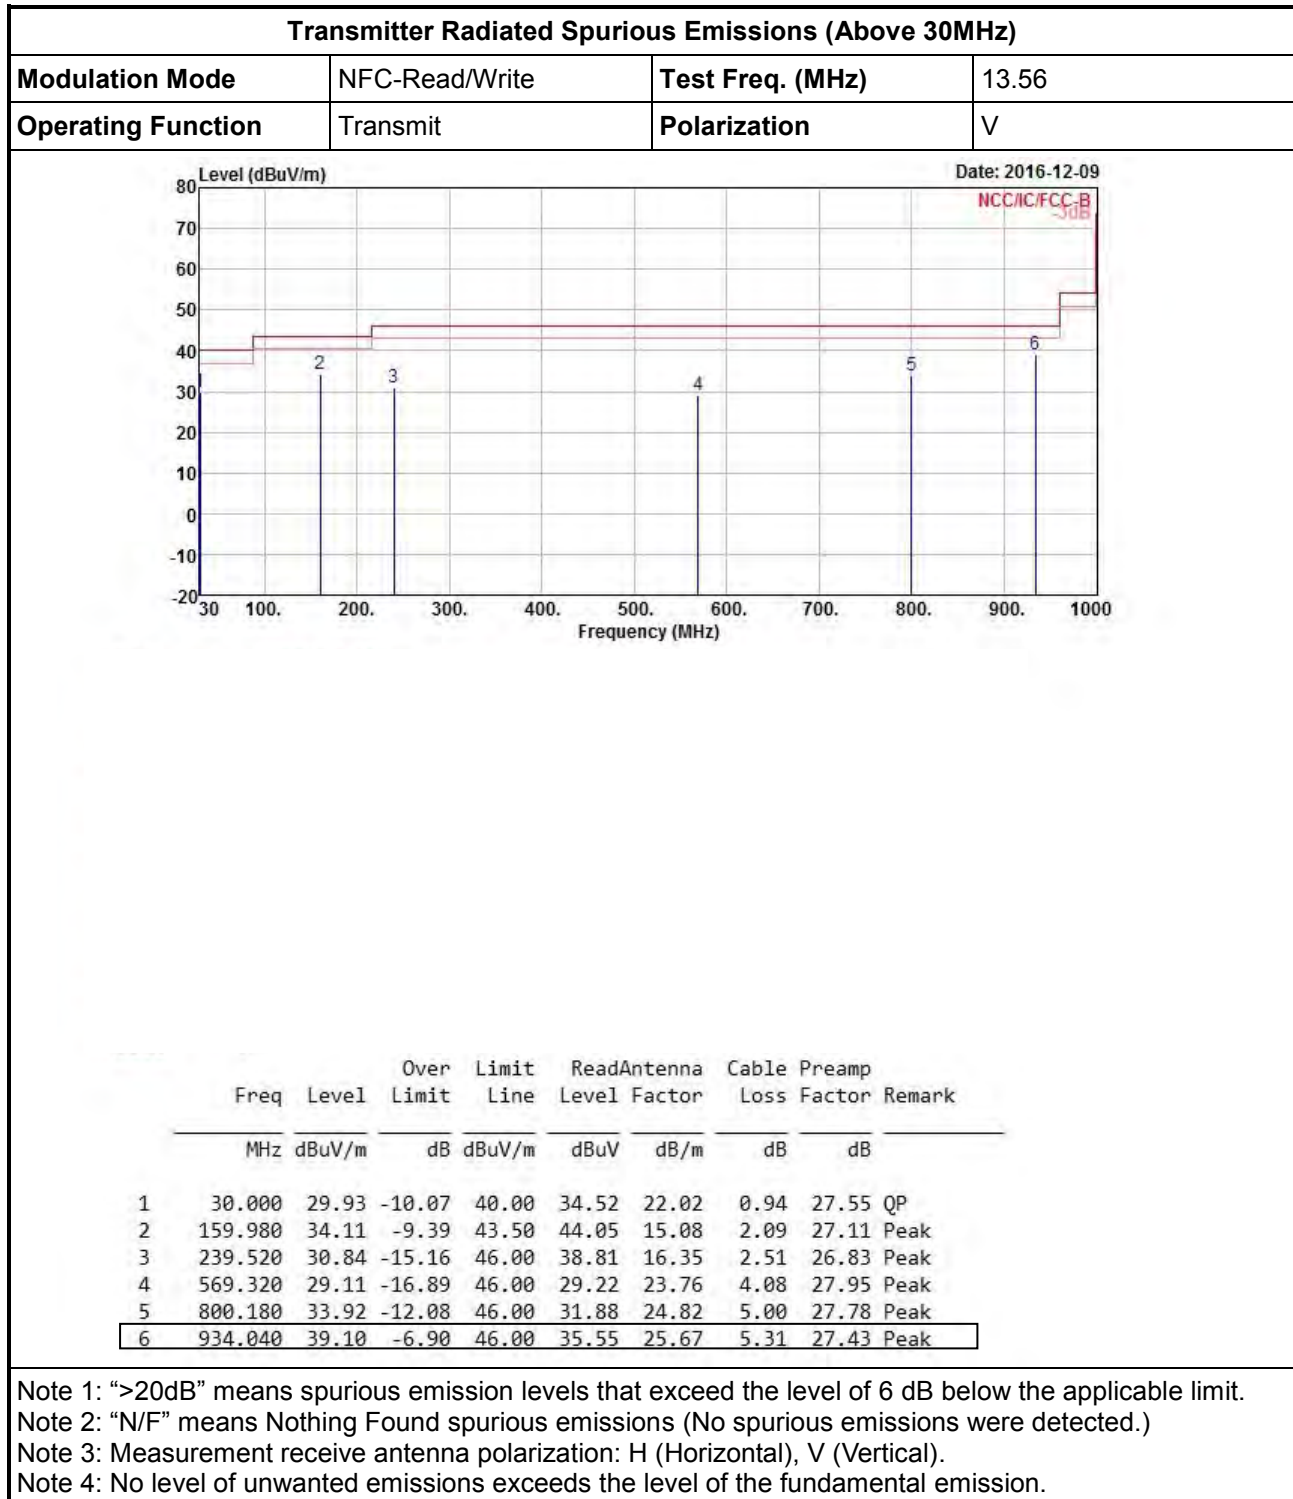 Transmitter Radiated Spurious Emissions (Above 30MHz)
Modulation Mode NFC-Read/Write Test Freq. (MHz) 13.56
Operating Function Transmit Polarization V
Level (dBuV/m) Date: 2016-12-09
80
NCC/IC/FCC-B
-3dB
70
60
50
40
30
20
10
0
-10
-20
2
3
4
5
6
30 100. 200. 300. 400. 500. 600. 700. 800. 900. 1000
Frequency (MHz)
Over Limit ReadAntenna Cable Preamp
Freq Level Limit Line Level Factor Loss Factor Remark
MHz dBuV/m dB dBuV/m dBuV dB/m dB dB
1 30.000 29.93 -10.07 40.00 34.52 22.02 0.94 27.55 QP
2 159.980 34.11 -9.39 43.50 44.05 15.08 2.09 27.11 Peak
3 239.520 30.84 -15.16 46.00 38.81 16.35 2.51 26.83 Peak
4 569.320 29.11 -16.89 46.00 29.22 23.76 4.08 27.95 Peak
5 800.180 33.92 -12.08 46.00 31.88 24.82 5.00 27.78 Peak
6 934.040 39.10 -6.90 46.00 35.55 25.67 5.31 27.43 Peak
Note 1: “>20dB” means spurious emission levels that exceed the level of 6 dB below the applicable limit.
Note 2: “N/F” means Nothing Found spurious emissions (No spurious emissions were detected.)
Note 3: Measurement receive antenna polarization: H (Horizontal), V (Vertical).
Note 4: No level of unwanted emissions exceeds the level of the fundamental emission.